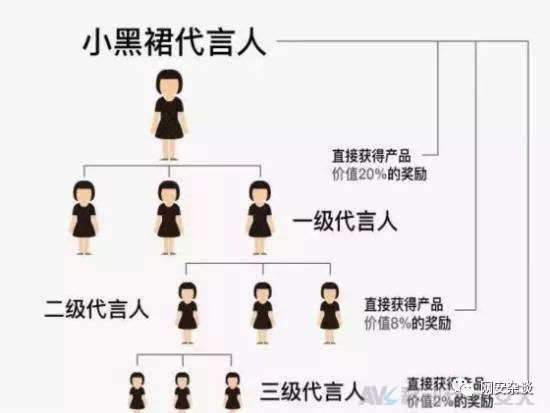 小黑裙代言人
直接获得产品
价值20%的奖励
一级代言人
二级代言人
直接获得产品
价值8%的奖励
三级代言人
直接获得产品
价值2%的奖励
网安杂谈